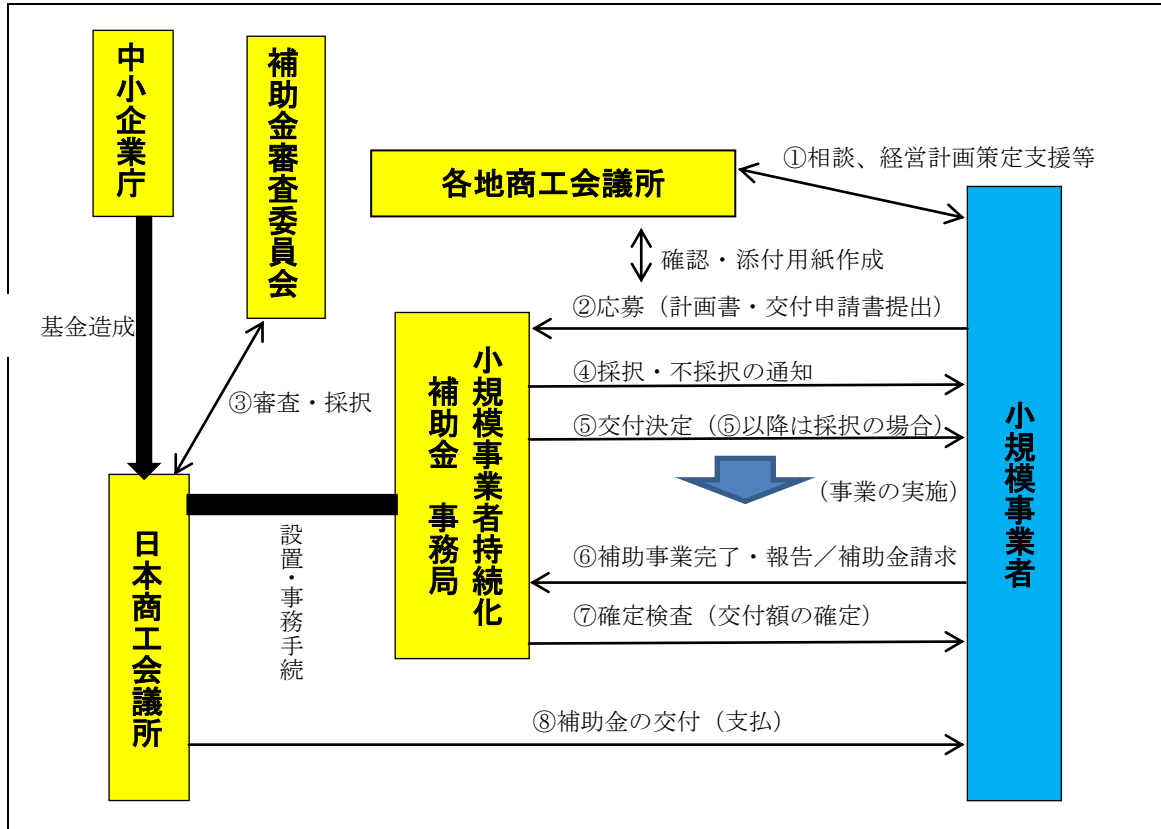 中小企業庁
補助金審査委員会
①相談、経営計画策定支援等
各地商工会議所
確認・添付用紙作成
②応募（計画書・交付申請書提出）
基金造成
③審査・採択
小規模事業者持続化
補助金　事務局
④採択・不採択の通知
⑤交付決定（⑤以降は採択の場合）
（事業の実施）
小規模事業者
日本商工会議所
設置・事務手続
⑥補助事業完了・報告／補助金請求
⑦確定検査（交付額の確定）
⑧補助金の交付（支払）